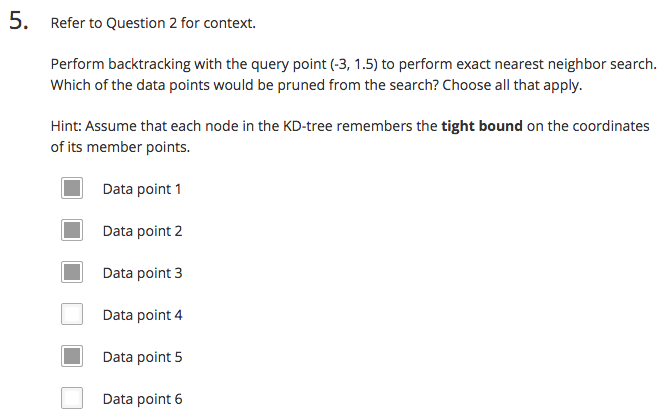 5. Refer to Question 2 for context.
Perform backtracking with the query point (-3, 1.5) to perform exact nearest neighbor search.
Which of the data points would be pruned from the search? Choose all that apply.
Hint: Assume that each node in the KD-tree remembers the tight bound on the coordinates
of its member points.
Data point 1
Data point 2
Data point 3
Data point 4
Data point 5
Data point 6